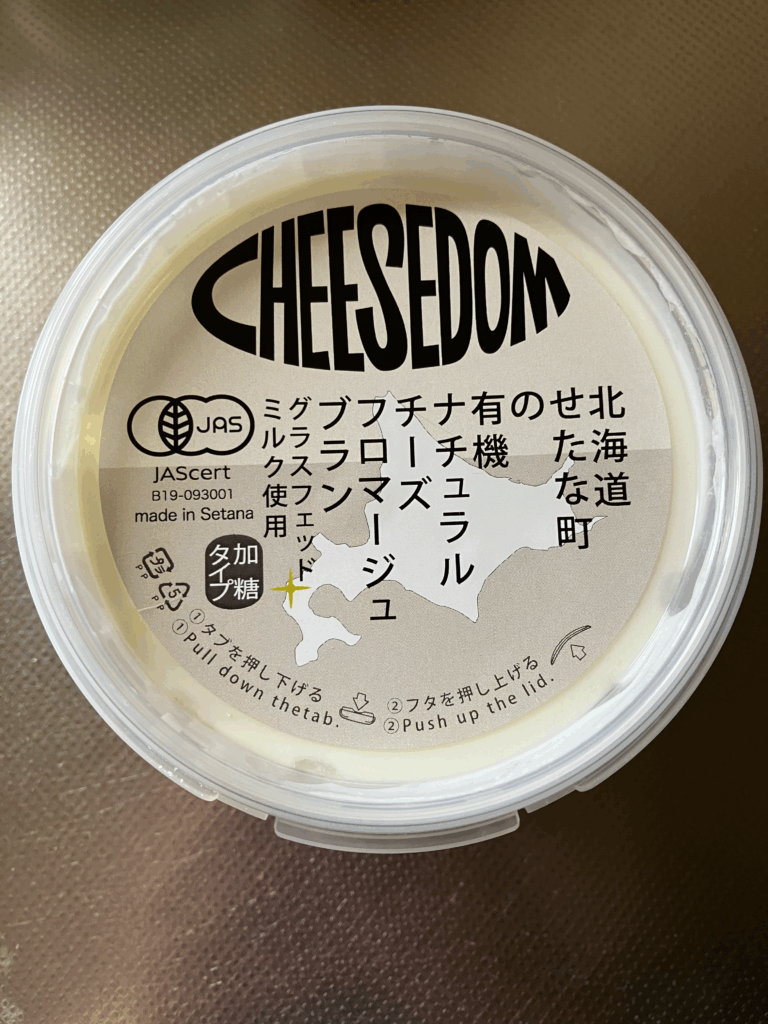 CHEESEDOM
北海道
せたな町
の
有機
ナチュラル
チーズ
フロマージュ
ブラン
グラスフェッド
ミルク使用
JAS
JAScert
B19-093001
made in Setana
加糖
タイプ
PP
PP
①タブを押し下げる
①Pull down thetab.
②フタを押し上げる
②Push up the lid.